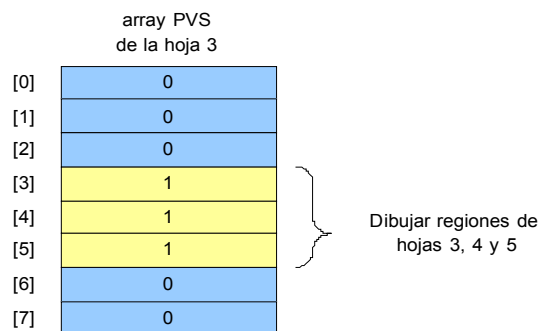 array PVS
de la hoja 3
[0] 0
[1] 0
[2] 0
[3] 1
[4] 1
[5] 1
[6] 0
[7] 0
Dibujar regiones de
hojas 3, 4 y 5